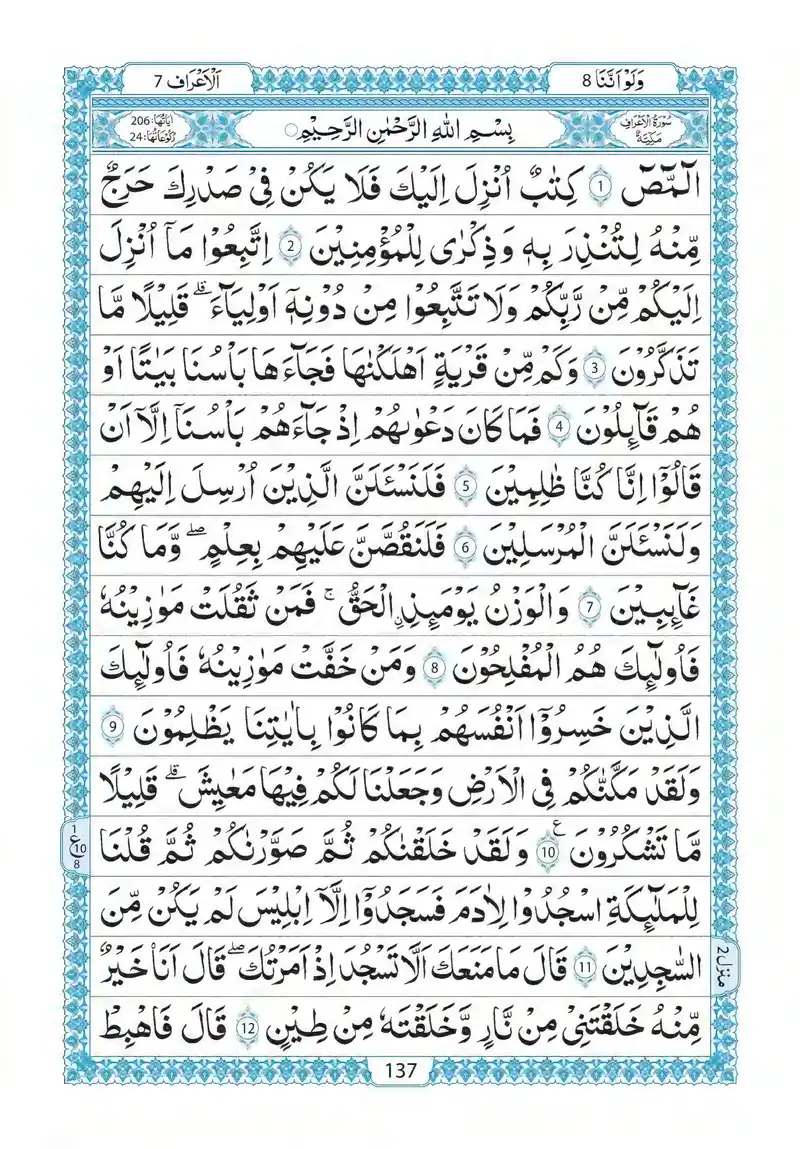 وَلَوْ اَنَّنَا 8
اَلْاَعْرَاف 7
سُوْرَةُ الْاَعْرَافِ
مَكِّيَّةٌ
بِسْمِ اللّٰهِ الرَّحْمٰنِ الرَّحِيْمِ
اٰيَاتُهَا: 206
رُكُوْعَاتُهَا: 24
الٓمّٓصٓ ۝1 كِتٰبٌ اُنْزِلَ اِلَيْكَ فَلَا يَكُنْ فِىْ صَدْرِكَ حَرَجٌ
مِّنْهُ لِتُنْذِرَ بِهٖ وَذِكْرٰى لِلْمُؤْمِنِيْنَ ۝2 اِتَّبِعُوْا مَاۤ اُنْزِلَ
اِلَيْكُمْ مِّنْ رَّبِّكُمْ وَلَا تَتَّبِعُوْا مِنْ دُوْنِهٖۤ اَوْلِيَآءَ ۗ قَلِيْلًا مَّا
تَذَكَّرُوْنَ ۝3 وَكَمْ مِّنْ قَرْيَةٍ اَهْلَكْنٰهَا فَجَآءَهَا بَاْسُنَا بَيَاتًا اَوْ
هُمْ قَآئِلُوْنَ ۝4 فَمَا كَانَ دَعْوٰىهُمْ اِذْ جَآءَهُمْ بَاْسُنَاۤ اِلَّاۤ اَنْ
قَالُوْۤا اِنَّا كُنَّا ظٰلِمِيْنَ ۝5 فَلَنَسْـَٔلَنَّ الَّذِيْنَ اُرْسِلَ اِلَيْهِمْ
وَلَنَسْـَٔلَنَّ الْمُرْسَلِيْنَ ۝6 فَلَنَقُصَّنَّ عَلَيْهِمْ بِعِلْمٍ ۖ وَّمَا كُنَّا
غَآئِبِيْنَ ۝7 وَالْوَزْنُ يَوْمَئِذِ اۨلْحَقُّ ۚ فَمَنْ ثَقُلَتْ مَوَازِيْنُهٗ
فَاُولٰٓئِكَ هُمُ الْمُفْلِحُوْنَ ۝8 وَمَنْ خَفَّتْ مَوَازِيْنُهٗ فَاُولٰٓئِكَ
الَّذِيْنَ خَسِرُوْۤا اَنْفُسَهُمْ بِمَا كَانُوْا بِاٰيٰتِنَا يَظْلِمُوْنَ ۝9
وَلَقَدْ مَكَّنّٰكُمْ فِى الْاَرْضِ وَجَعَلْنَا لَكُمْ فِيْهَا مَعَايِشَ ۗ قَلِيْلًا
مَّا تَشْكُرُوْنَ ۝10 ع وَلَقَدْ خَلَقْنٰكُمْ ثُمَّ صَوَّرْنٰكُمْ ثُمَّ قُلْنَا
لِلْمَلٰٓئِكَةِ اسْجُدُوْا لِاٰدَمَ فَسَجَدُوْۤا اِلَّاۤ اِبْلِيْسَ لَمْ يَكُنْ مِّنَ
السّٰجِدِيْنَ ۝11 قَالَ مَا مَنَعَكَ اَلَّا تَسْجُدَ اِذْ اَمَرْتُكَ ۖ قَالَ اَنَا خَيْرٌ
مِّنْهُ خَلَقْتَنِىْ مِنْ نَّارٍ وَّخَلَقْتَهٗ مِنْ طِيْنٍ ۝12 قَالَ فَاهْبِطْ
1
ع 10
8
منزل 2
137